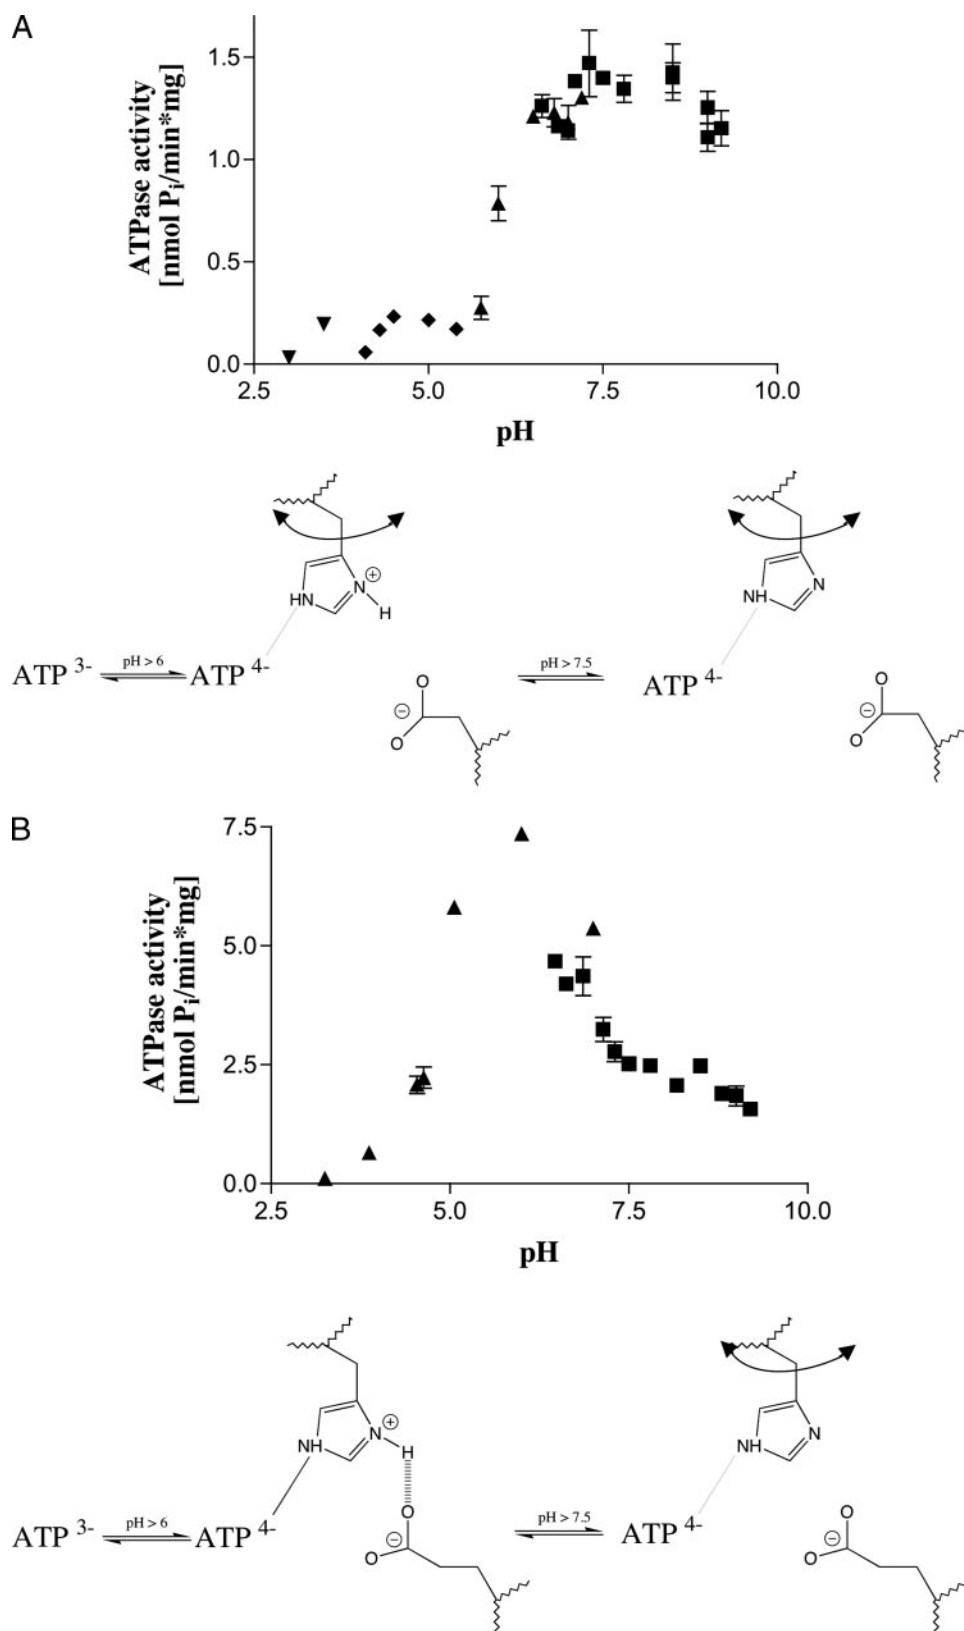 A
ATPase activity
[nmol Pi/min*mg]
1.5
1.0
0.5
0.0
2.5 5.0 7.5 10.0
pH
N
⊕
HN
H
N
NH
ATP 3- pH > 6 ATP 4- pH > 7.5 ATP 4-
O
⊖
O
O
⊖
O
B
ATPase activity
[nmol Pi/min*mg]
7.5
5.0
2.5
0.0
2.5 5.0 7.5 10.0
pH
⊕
N
NH
H
N
NH
ATP 3- pH > 6 ATP 4- pH > 7.5 ATP 4-
O
⊖
O
O
⊖
O